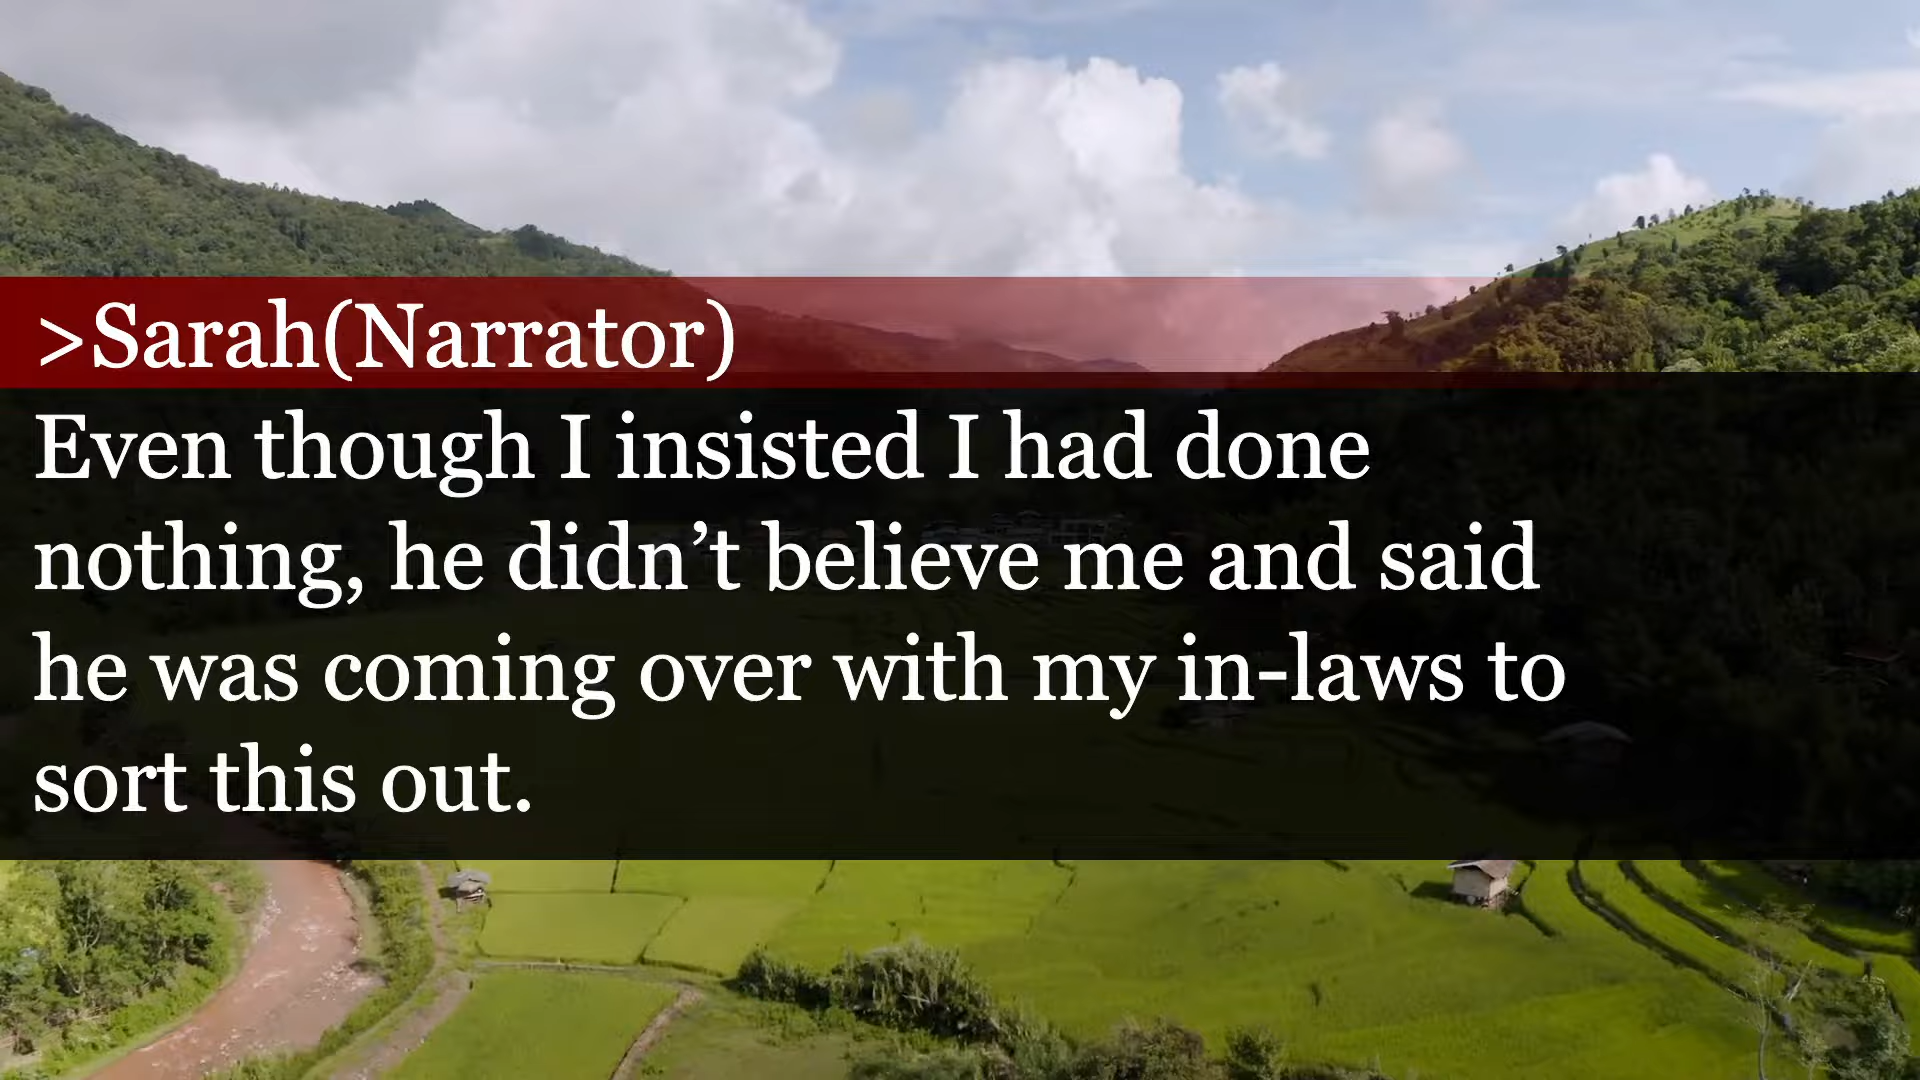 >Sarah(Narrator)
Even though I insisted I had done
nothing, he didn’t believe me and said
he was coming over with my in-laws to
sort this out.